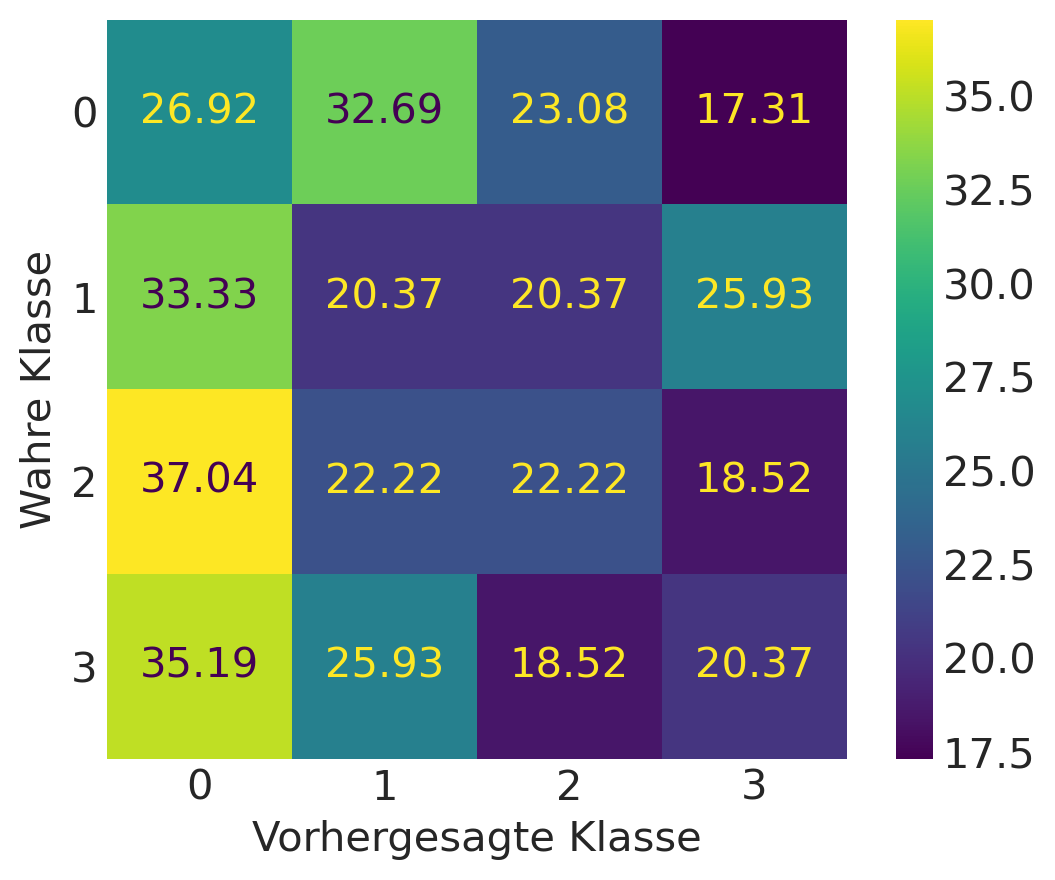 0 26.92 32.69 23.08 17.31
1 33.33 20.37 20.37 25.93
2 37.04 22.22 22.22 18.52
3 35.19 25.93 18.52 20.37
0 1 2 3
Vorhergesagte Klasse
Wahre Klasse
35.0
32.5
30.0
27.5
25.0
22.5
20.0
17.5